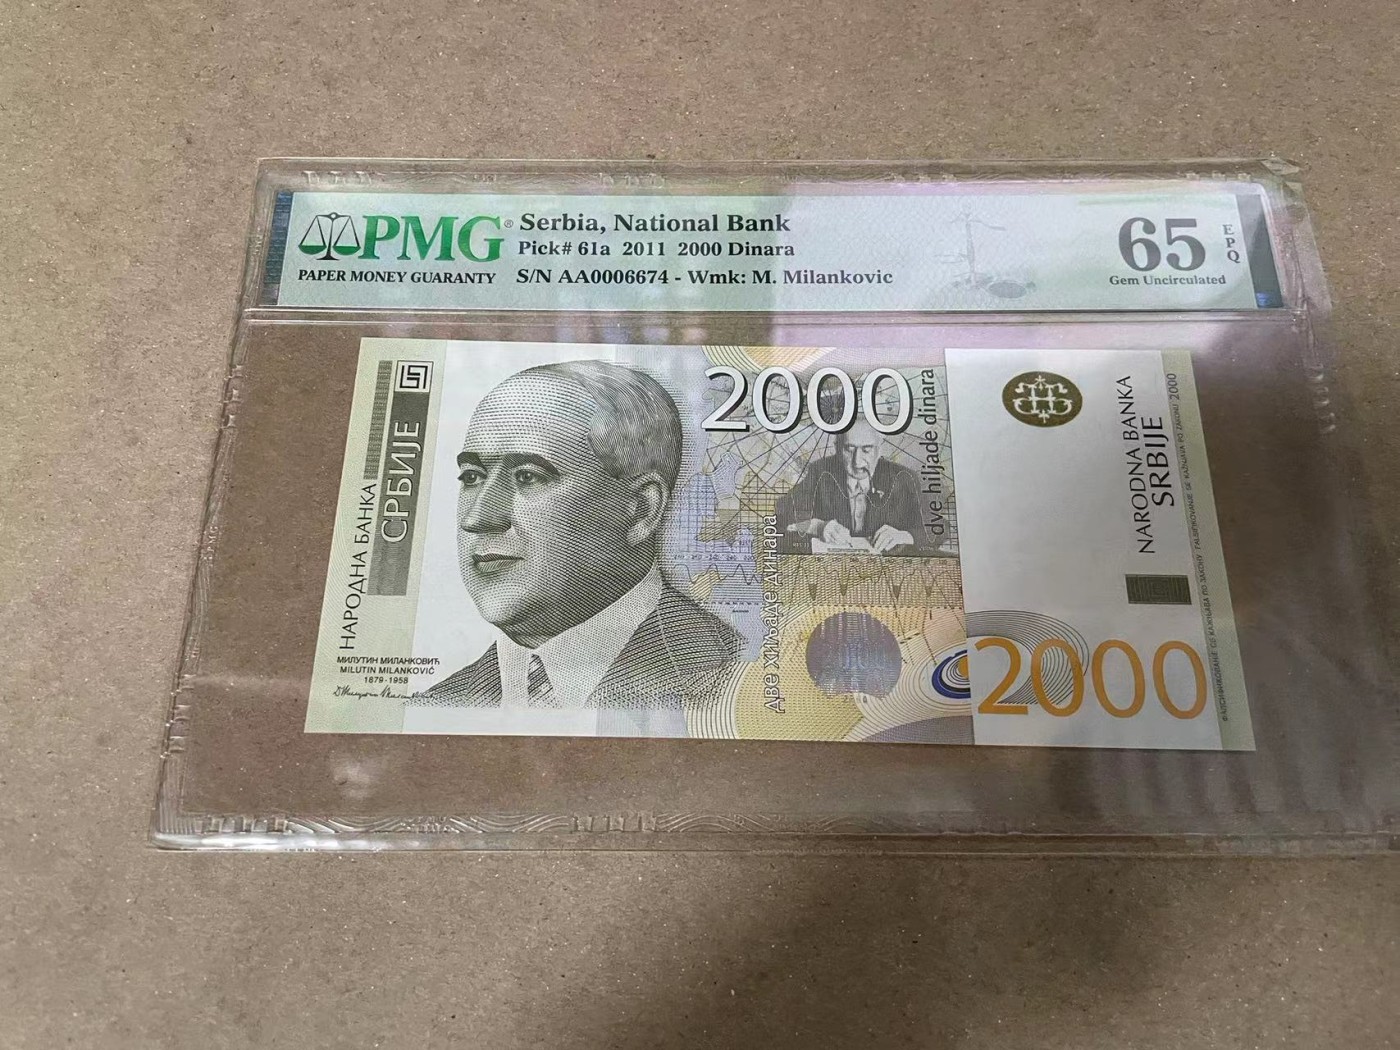 PMG®
PAPER MONEY GUARANTY
Serbia, National Bank
Pick# 61a 2011 2000 Dinara
S/N AA0006674 - Wmk: M. Milankovic
65
EPQ
Gem Uncirculated
НАРОДНА БАНКА
СРБИЈЕ
МИЛУТИН МИЛАНКОВИЋ
MILUTIN MILANKOVIĆ
1879-1958
2000
dve hiljade dinara
две хиљаде динара
NARODNA BANKA
SRBIJE
2000